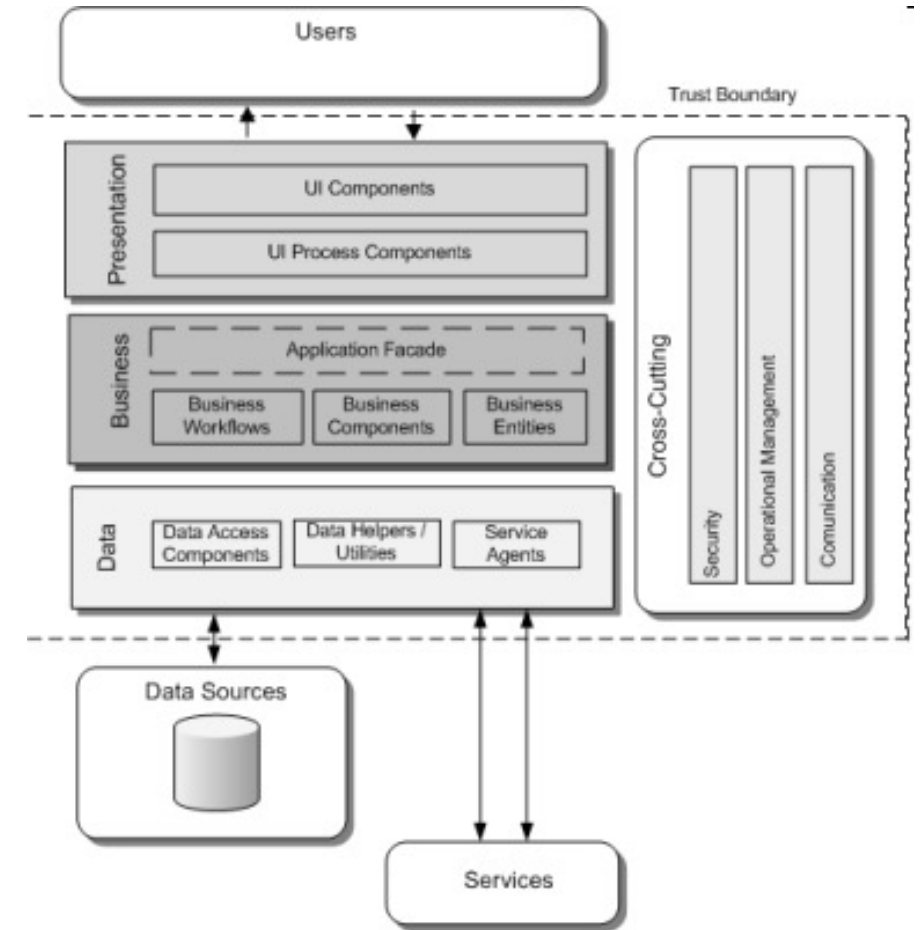 Users
Trust Boundary
Presentation
UI Components
UI Process Components
Business
Application Facade
Business
Workflows
Business
Components
Business
Entities
Data
Data Access
Components
Data Helpers /
Utilities
Service
Agents
Cross-Cutting
Security
Operational Management
Comunication
Data Sources
Services